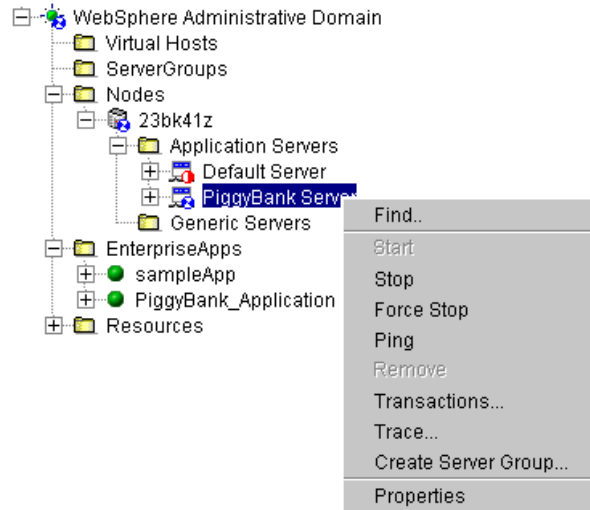 WebSphere Administrative Domain
Virtual Hosts
ServerGroups
Nodes
23bk41z
Application Servers
Default Server
PiggyBank Server
Generic Servers
EnterpriseApps
sampleApp
PiggyBank_Application
Resources
Find..
Start
Stop
Force Stop
Ping
Remove
Transactions...
Trace...
Create Server Group...
Properties